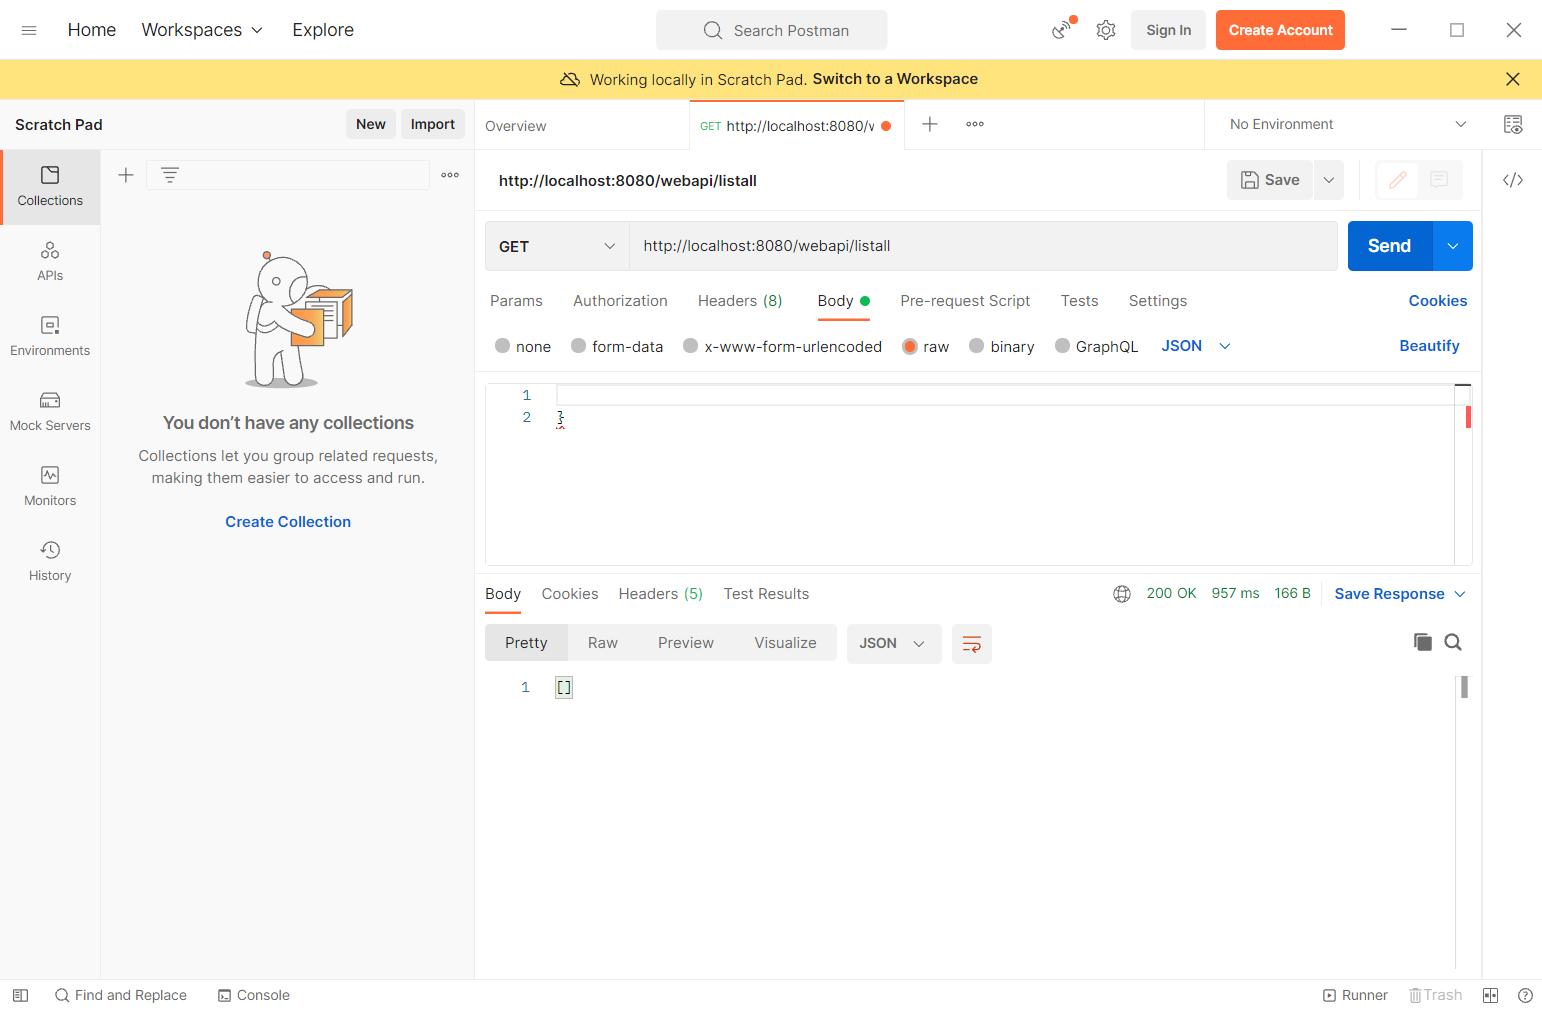 Home Workspaces Explore Search Postman Sign In Create Account
Working locally in Scratch Pad. Switch to a Workspace
Scratch Pad New Import Overview GET http://localhost:8080/w No Environment
Collections
APIs
Environments
Mock Servers
Monitors
History
You don’t have any collections
Collections let you group related requests,
making them easier to access and run.
Create Collection
http://localhost:8080/webapi/listall Save </>
GET http://localhost:8080/webapi/listall Send
Params Authorization Headers (8) Body Pre-request Script Tests Settings Cookies
none form-data x-www-form-urlencoded raw binary GraphQL JSON Beautify
1
2 }
Body Cookies Headers (5) Test Results 200 OK 957 ms 166 B Save Response
Pretty Raw Preview Visualize JSON
1 []
Find and Replace Console Runner Trash